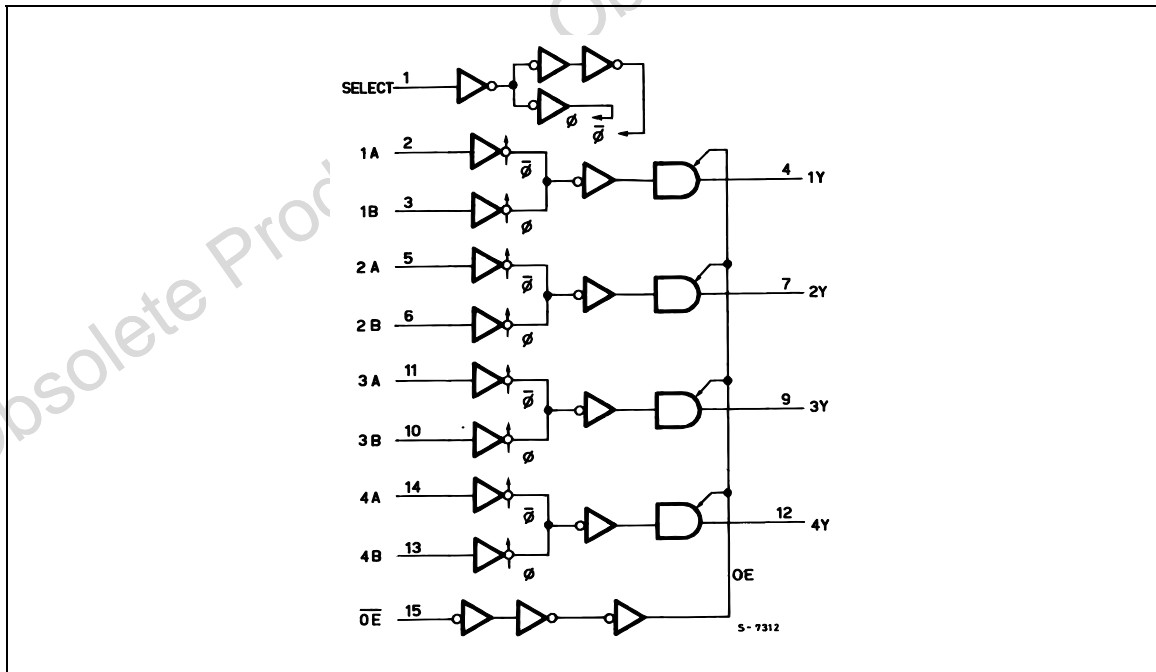 SELECT 1
ø
ø̅
1A 2
ø̅
4 1Y
1B 3
ø
2A 5
ø̅
7 2Y
2B 6
ø
3A 11
ø̅
9 3Y
3B 10
ø
4A 14
ø̅
12 4Y
4B 13
ø
OE
O̅E̅ 15
S-7312
Obsolete Prod
Ob